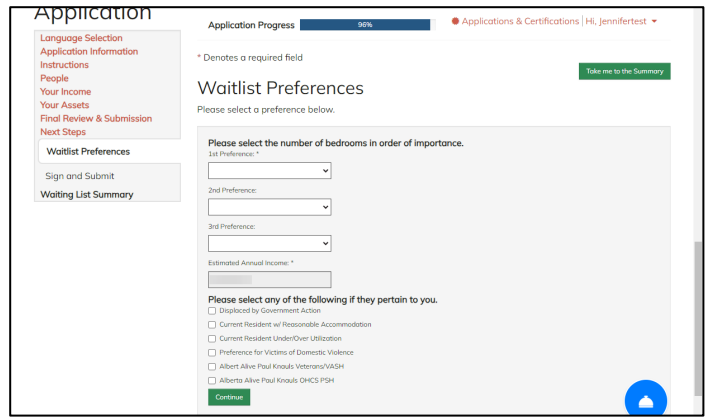 Application
Application Progress 96% Applications & Certifications | Hi, Jennifertest
Language Selection
Application Information
Instructions
People
Your Income
Your Assets
Final Review & Submission
Next Steps
Waitlist Preferences
Sign and Submit
Waiting List Summary
* Denotes a required field
Take me to the Summary
Waitlist Preferences
Please select a preference below.
Please select the number of bedrooms in order of importance.
1st Preference: *
2nd Preference:
3rd Preference:
Estimated Annual Income: *
Please select any of the following if they pertain to you.
Displaced by Government Action
Current Resident w/ Reasonable Accommodation
Current Resident Under/Over Utilization
Preference for Victims of Domestic Violence
Albert Alive Paul Knauls Veterans/VASH
Alberta Alive Paul Knauls OHCS PSH
Continue